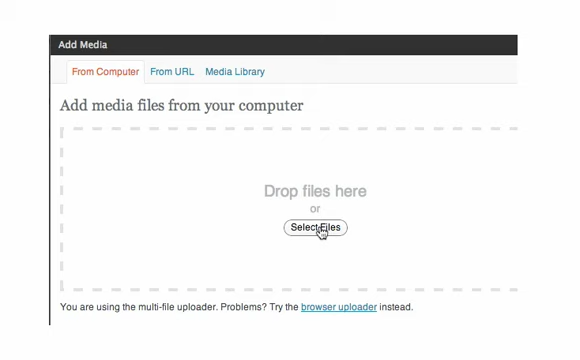 Add Media
From Computer From URL Media Library
Add media files from your computer
Drop files here
or
Select Files
You are using the multi-file uploader. Problems? Try the browser uploader instead.